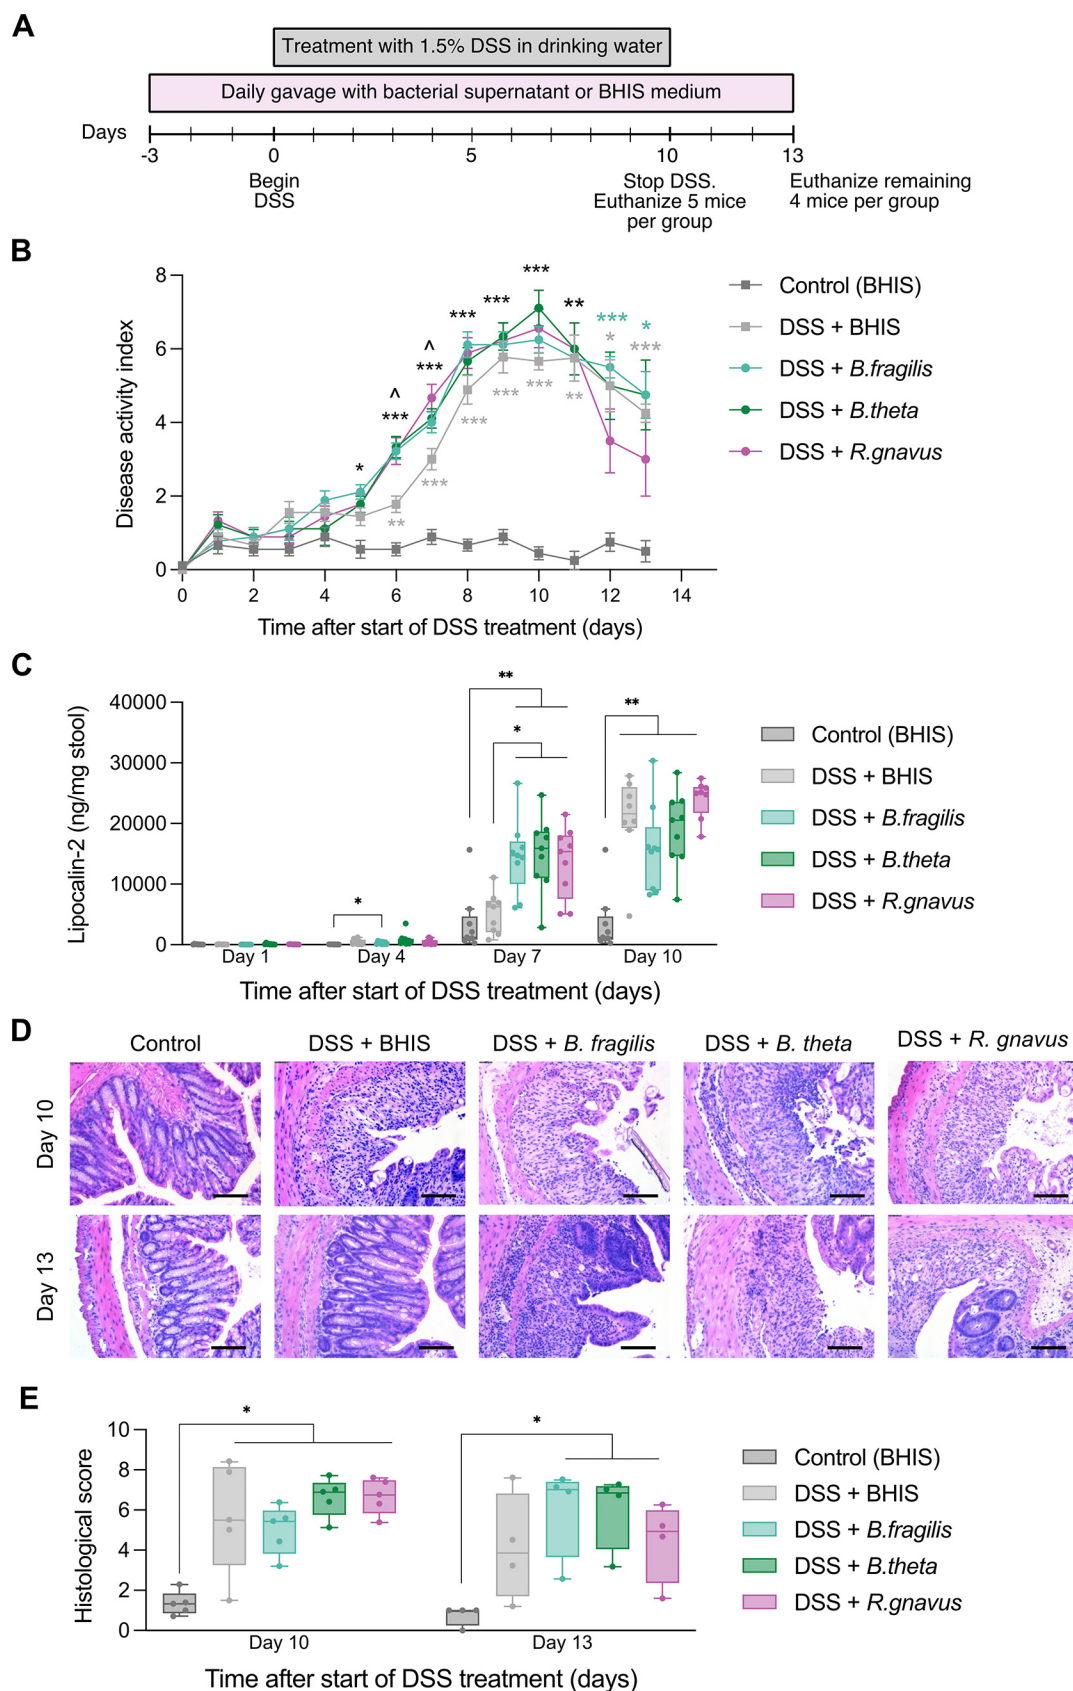 A
Treatment with 1.5% DSS in drinking water
Daily gavage with bacterial supernatant or BHIS medium
Days
-3 0 5 10 13
Begin
DSS
Stop DSS.
Euthanize 5 mice
per group
Euthanize remaining
4 mice per group
B
Disease activity index
8
6
4
2
0
0 2 4 6 8 10 12 14
Time after start of DSS treatment (days)
* *** ^ *** ^ *** *** *** ** *** *
** *** *** *** *** ** * ***
Control (BHIS)
DSS + BHIS
DSS + B.fragilis
DSS + B.theta
DSS + R.gnavus
C
Lipocalin-2 (ng/mg stool)
40000
30000
20000
10000
0
* ** * **
Day 1 Day 4 Day 7 Day 10
Time after start of DSS treatment (days)
Control (BHIS)
DSS + BHIS
DSS + B.fragilis
DSS + B.theta
DSS + R.gnavus
D
Control DSS + BHIS DSS + B. fragilis DSS + B. theta DSS + R. gnavus
Day 10
Day 13
E
Histological score
10
8
6
4
2
0
* *
Day 10 Day 13
Time after start of DSS treatment (days)
Control (BHIS)
DSS + BHIS
DSS + B.fragilis
DSS + B.theta
DSS + R.gnavus